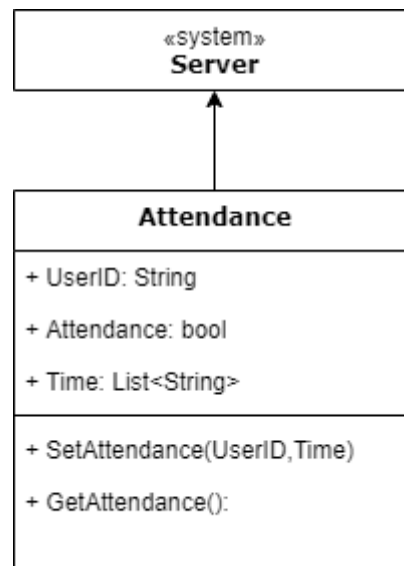 «system»
Server
Attendance
+ UserID: String
+ Attendance: bool
+ Time: List<String>
+ SetAttendance(UserID,Time)
+ GetAttendance():